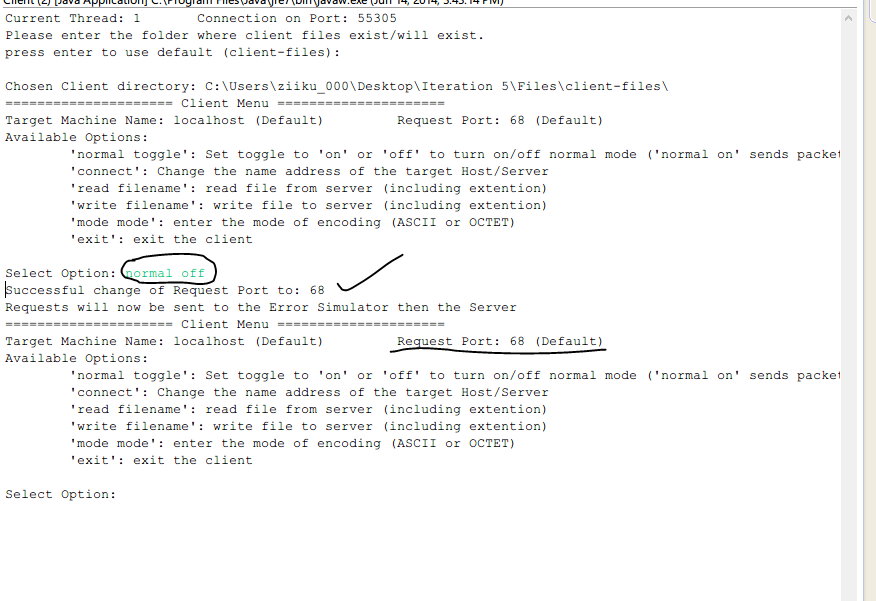 Client (2) [Java Application] C:\Program Files\Java\jre7\bin\javaw.exe (Jun 14, 2014, 3:43:14 PM)
Current Thread: 1       Connection on Port: 55305
Please enter the folder where client files exist/will exist.
press enter to use default (client-files):
Chosen Client directory: C:\Users\ziiku_000\Desktop\Iteration 5\Files\client-files\
===================== Client Menu =====================
Target Machine Name: localhost (Default)         Request Port: 68 (Default)
Available Options:
        'normal toggle': Set toggle to 'on' or 'off' to turn on/off normal mode ('normal on' sends packet
        'connect': Change the name address of the target Host/Server
        'read filename': read file from server (including extention)
        'write filename': write file to server (including extention)
        'mode mode': enter the mode of encoding (ASCII or OCTET)
        'exit': exit the client
Select Option: normal off
Successful change of Request Port to: 68
Requests will now be sent to the Error Simulator then the Server
===================== Client Menu =====================
Target Machine Name: localhost (Default)         Request Port: 68 (Default)
Available Options:
        'normal toggle': Set toggle to 'on' or 'off' to turn on/off normal mode ('normal on' sends packet
        'connect': Change the name address of the target Host/Server
        'read filename': read file from server (including extention)
        'write filename': write file to server (including extention)
        'mode mode': enter the mode of encoding (ASCII or OCTET)
        'exit': exit the client
Select Option: